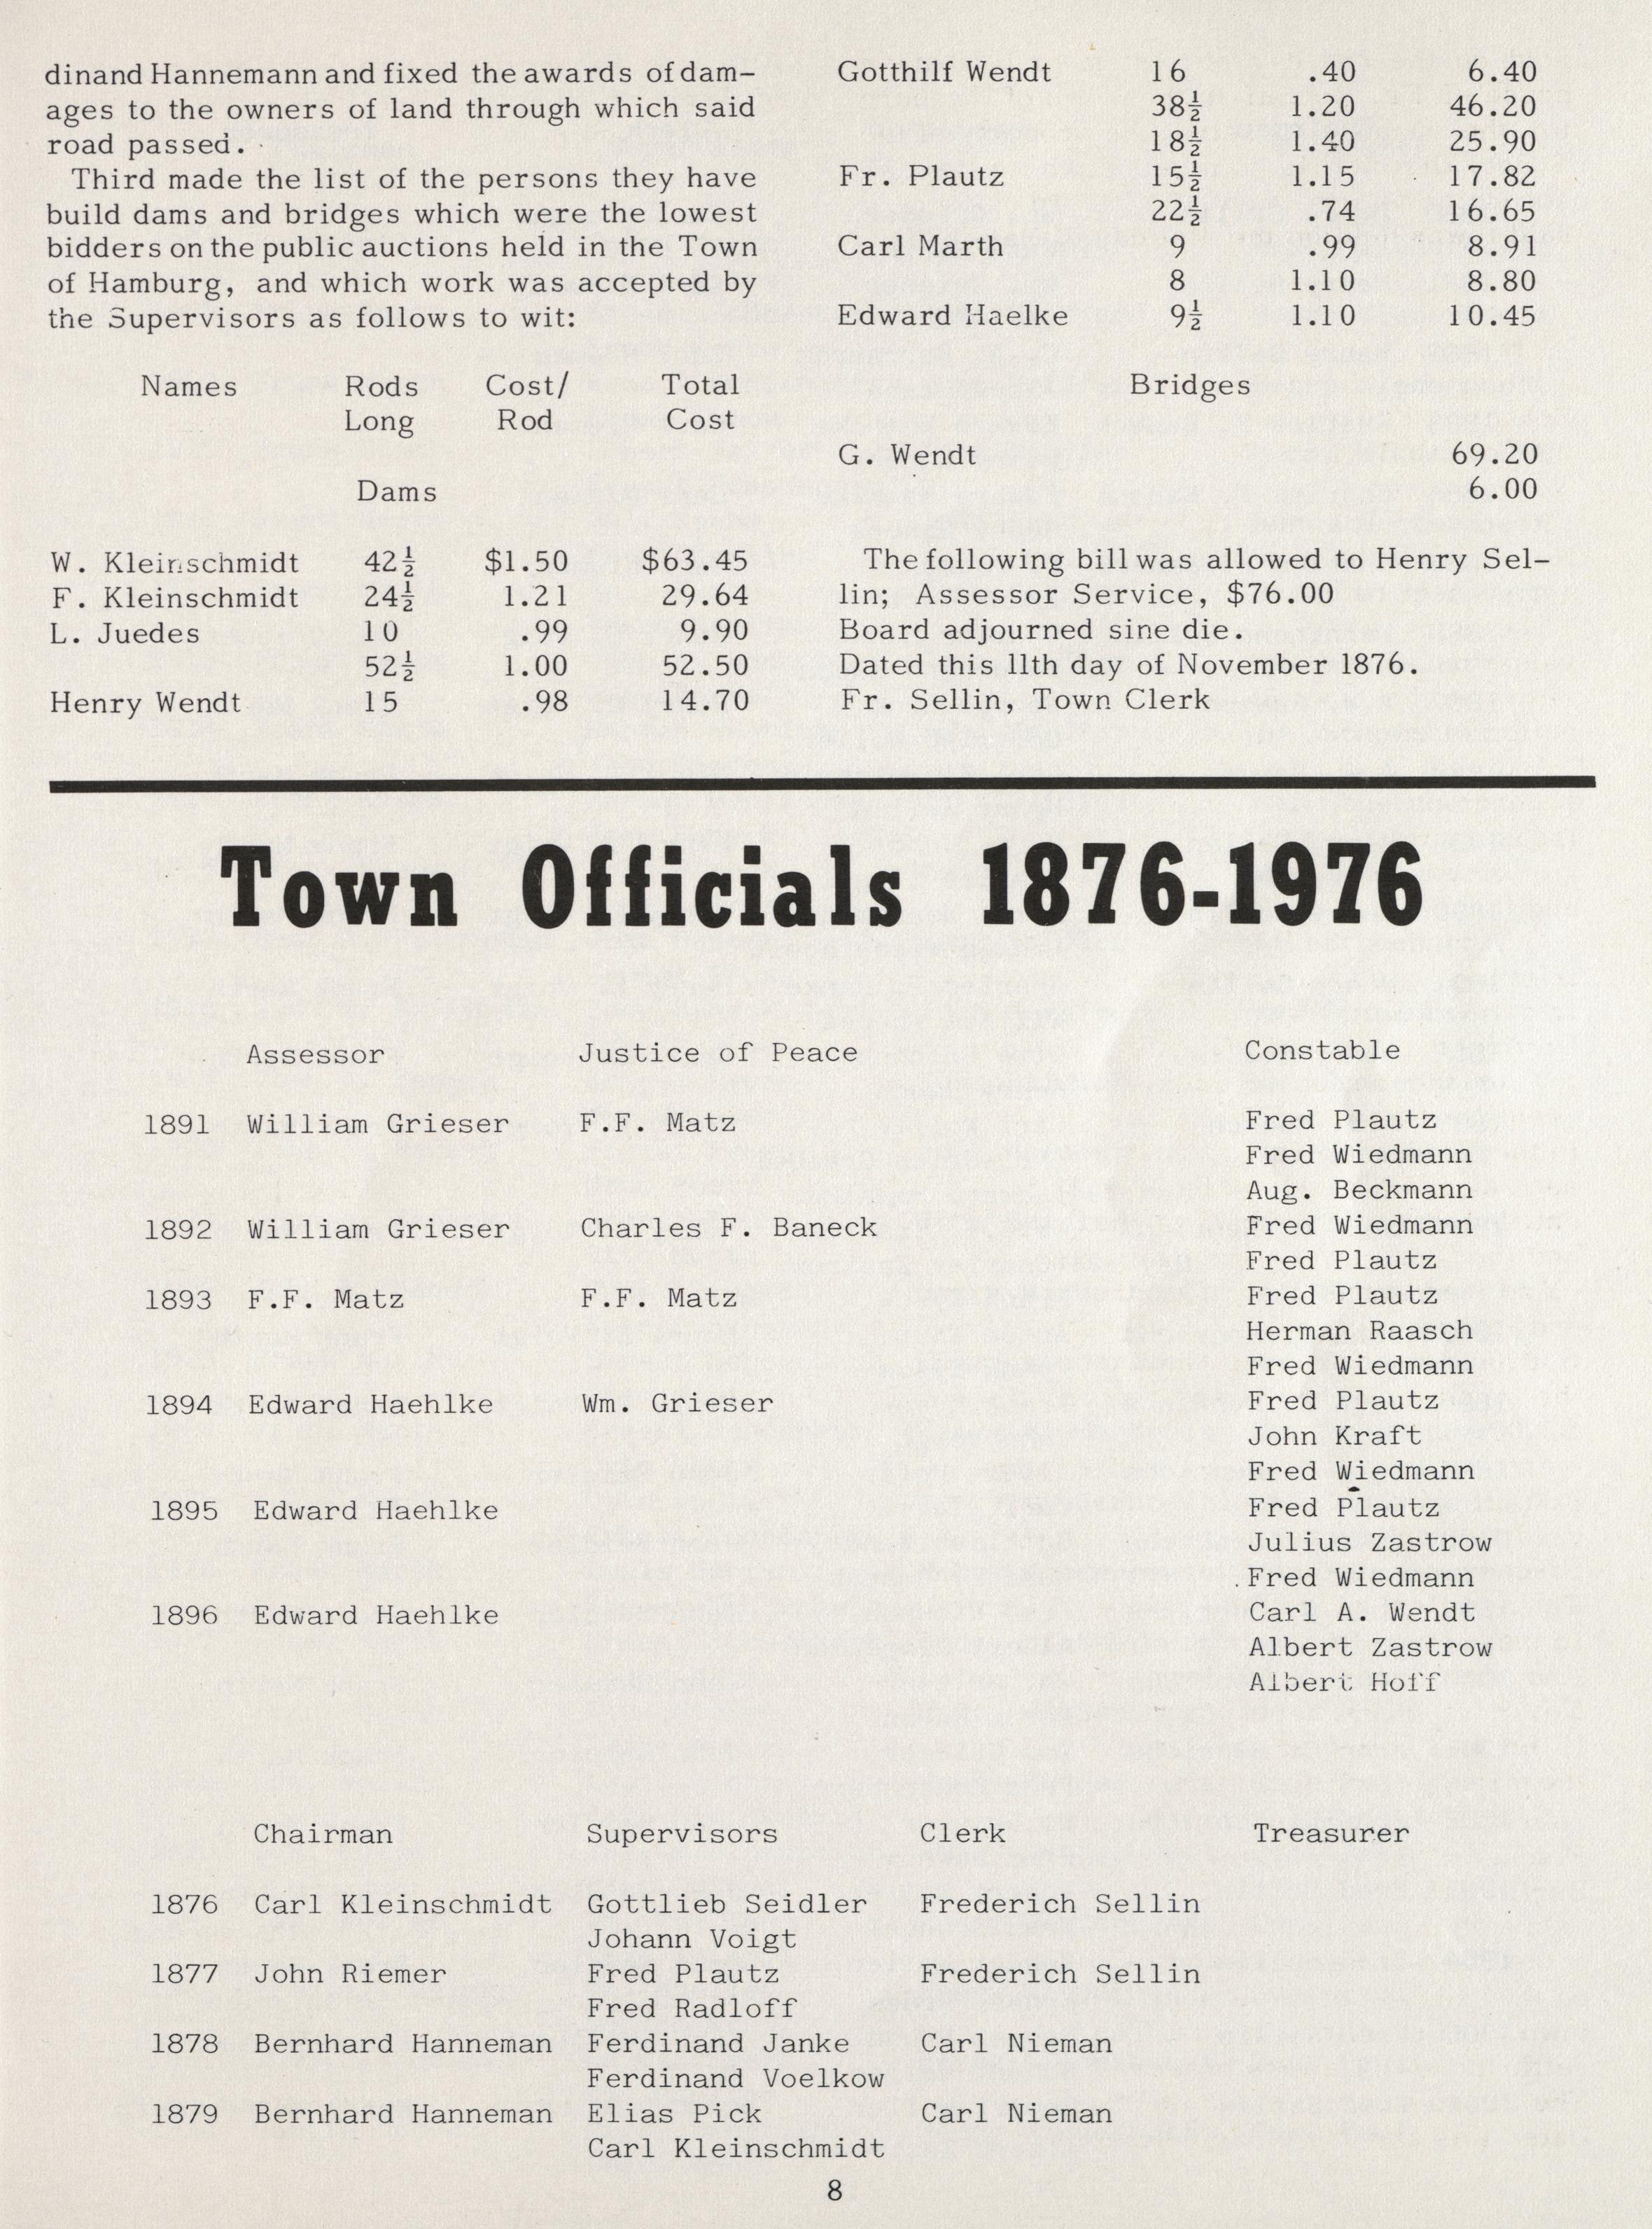 dinand Hannemann and fixed the awards of dam-
ages to the owners of land through which said
road passed.
Third made the list of the persons they have
build dams and bridges which were the lowest
bidders on the public auctions held in the Town
of Hamburg, and which work was accepted by
the Supervisors as follows to wit:
Names Rods Cost/ Total
Long Rod Cost
Dams
W. Kleinschmidt 42½ $1.50 $63.45
F. Kleinschmidt 24½ 1.21 29.64
L. Juedes 10 .99 9.90
52½ 1.00 52.50
Henry Wendt 15 .98 14.70
Gotthilf Wendt 16 .40 6.40
38½ 1.20 46.20
18½ 1.40 25.90
Fr. Plautz 15½ 1.15 17.82
22½ .74 16.65
Carl Marth 9 .99 8.91
8 1.10 8.80
Edward Haelke 9½ 1.10 10.45
Bridges
G. Wendt 69.20
6.00
The following bill was allowed to Henry Sel-
lin; Assessor Service, $76.00
Board adjourned sine die.
Dated this 11th day of November 1876.
Fr. Sellin, Town Clerk
Town Officials 1876-1976
Assessor Justice of Peace Constable
1891 William Grieser F.F. Matz Fred Plautz
Fred Wiedmann
Aug. Beckmann
1892 William Grieser Charles F. Baneck Fred Wiedmann
Fred Plautz
1893 F.F. Matz F.F. Matz Fred Plautz
Herman Raasch
Fred Wiedmann
1894 Edward Haehlke Wm. Grieser Fred Plautz
John Kraft
Fred Wiedmann
1895 Edward Haehlke Fred Plautz
Julius Zastrow
Fred Wiedmann
1896 Edward Haehlke Carl A. Wendt
Albert Zastrow
Albert Hoff
Chairman Supervisors Clerk Treasurer
1876 Carl Kleinschmidt Gottlieb Seidler Frederich Sellin
Johann Voigt
1877 John Riemer Fred Plautz Frederich Sellin
Fred Radloff
1878 Bernhard Hanneman Ferdinand Janke Carl Nieman
Ferdinand Voelkow
1879 Bernhard Hanneman Elias Pick Carl Nieman
Carl Kleinschmidt
8